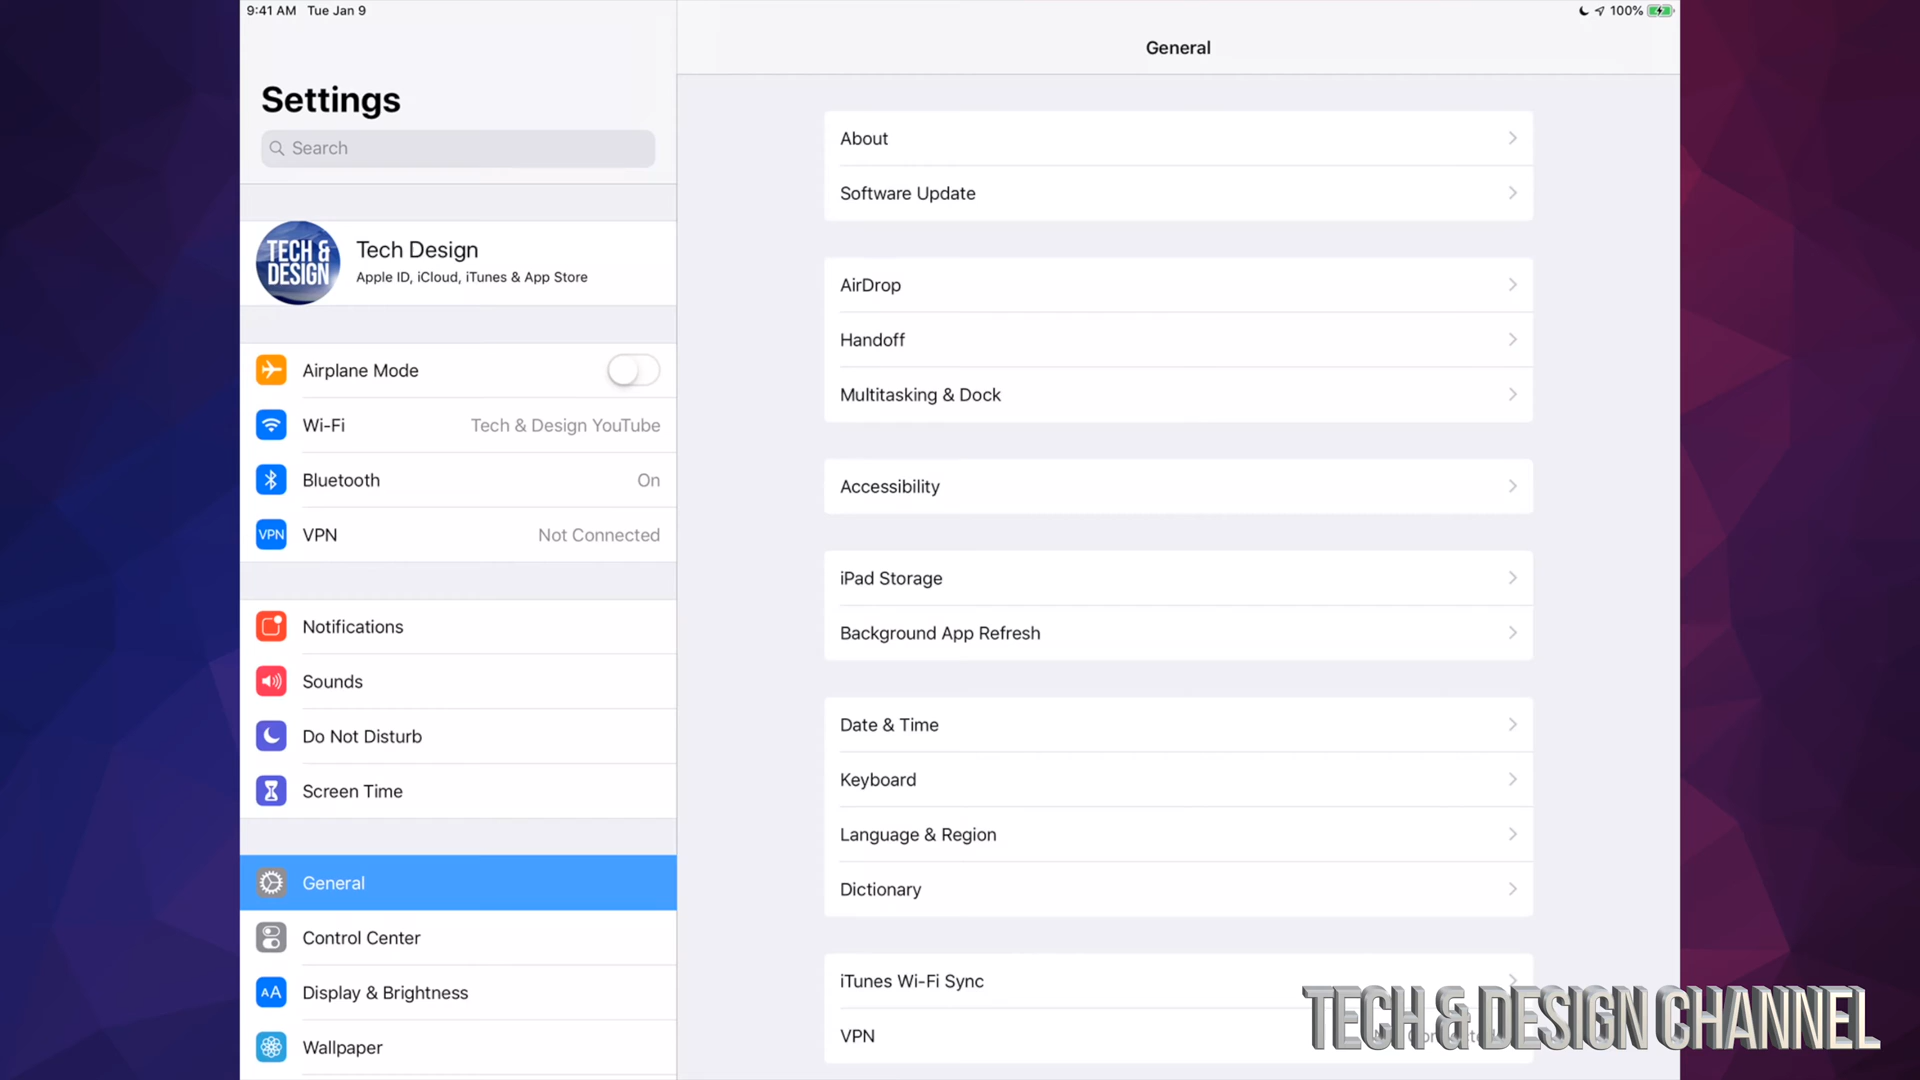 9:41 AM Tue Jan 9
100%
Settings
Search
TECH &
DESIGN
Tech Design
Apple ID, iCloud, iTunes & App Store
Airplane Mode
Wi-Fi Tech & Design YouTube
Bluetooth On
VPN VPN Not Connected
Notifications
Sounds
Do Not Disturb
Screen Time
General
Control Center
AA Display & Brightness
Wallpaper
General
About
Software Update
AirDrop
Handoff
Multitasking & Dock
Accessibility
iPad Storage
Background App Refresh
Date & Time
Keyboard
Language & Region
Dictionary
iTunes Wi-Fi Sync
VPN
TECH & DESIGN CHANNEL